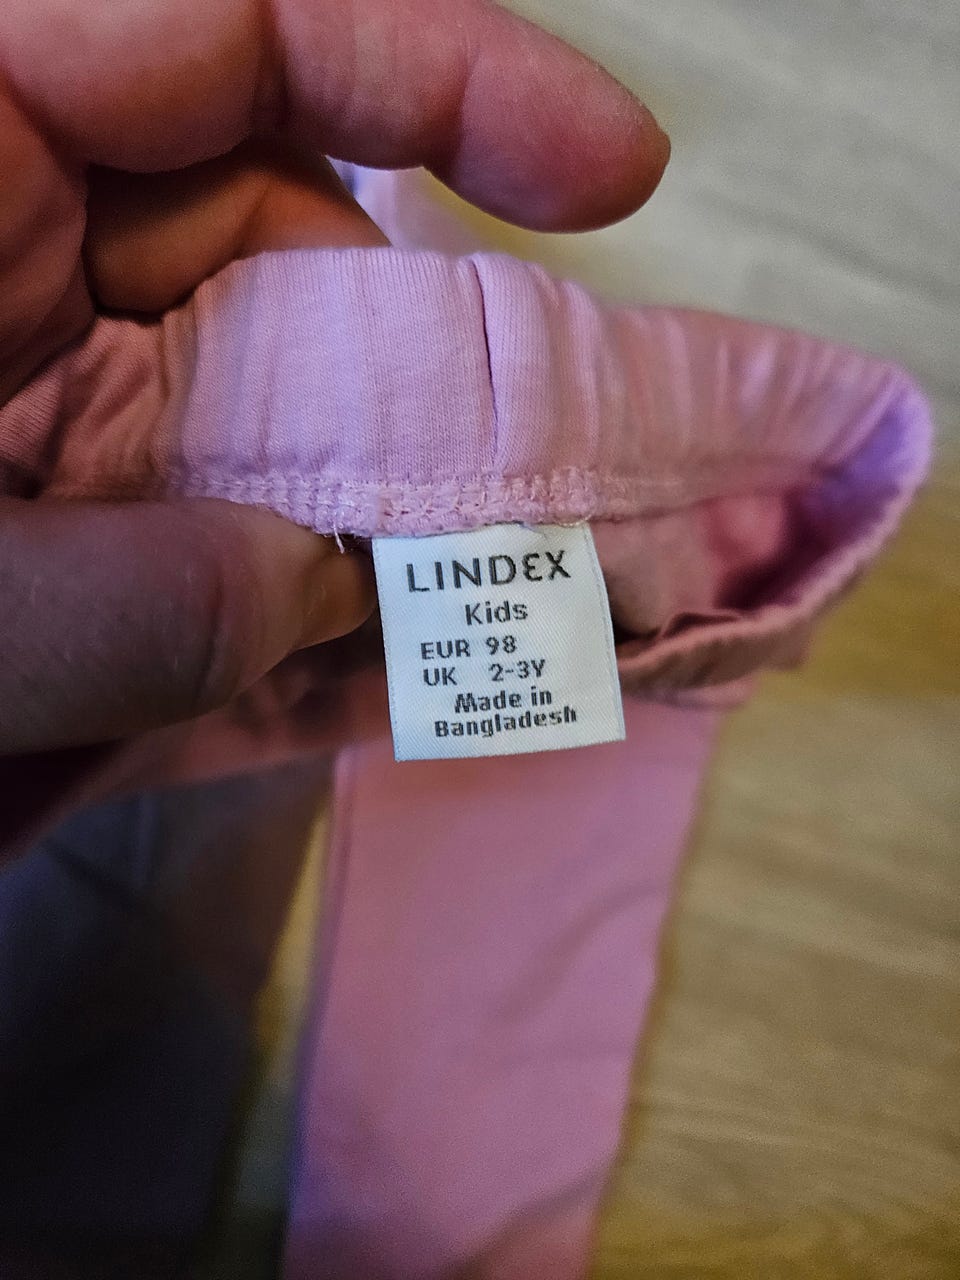 LINDEX
Kids
EUR 98
UK 2-3Y
Made in
Bangladesh